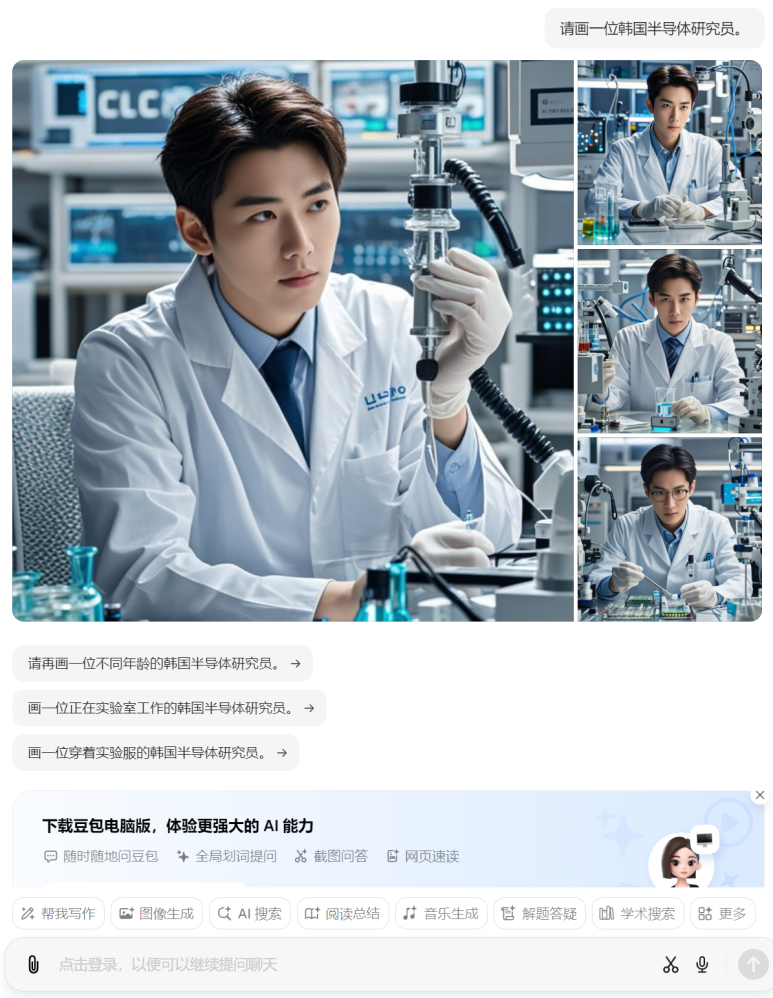 请画一位韩国半导体研究员。
CLC
请再画一位不同年龄的韩国半导体研究员。→
画一位正在实验室工作的韩国半导体研究员。→
画一位穿着实验服的韩国半导体研究员。→
下载豆包电脑版，体验更强大的 AI 能力
随时随地问豆包 全局划词提问 截图问答 网页速读
帮我写作 图像生成 AI 搜索 阅读总结 音乐生成 解题答疑 学术搜索 更多
点击登录，以便可以继续提问聊天